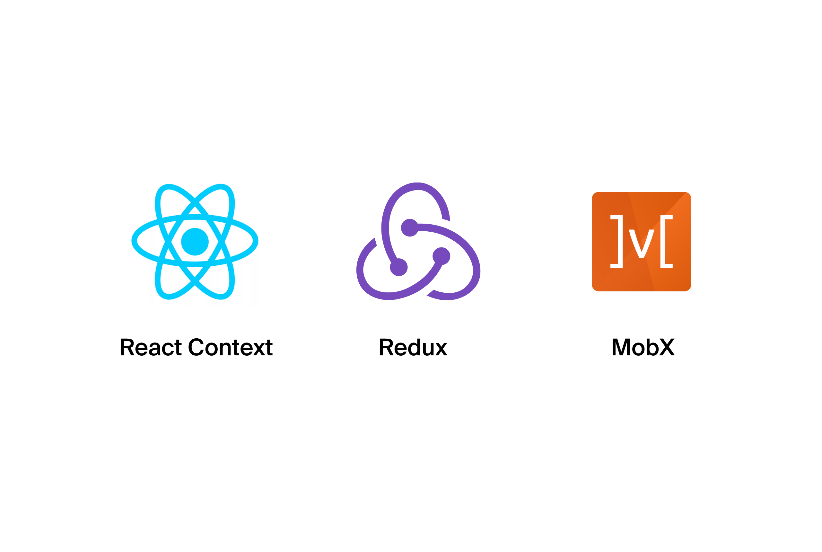 ]v[
React Context
Redux
MobX